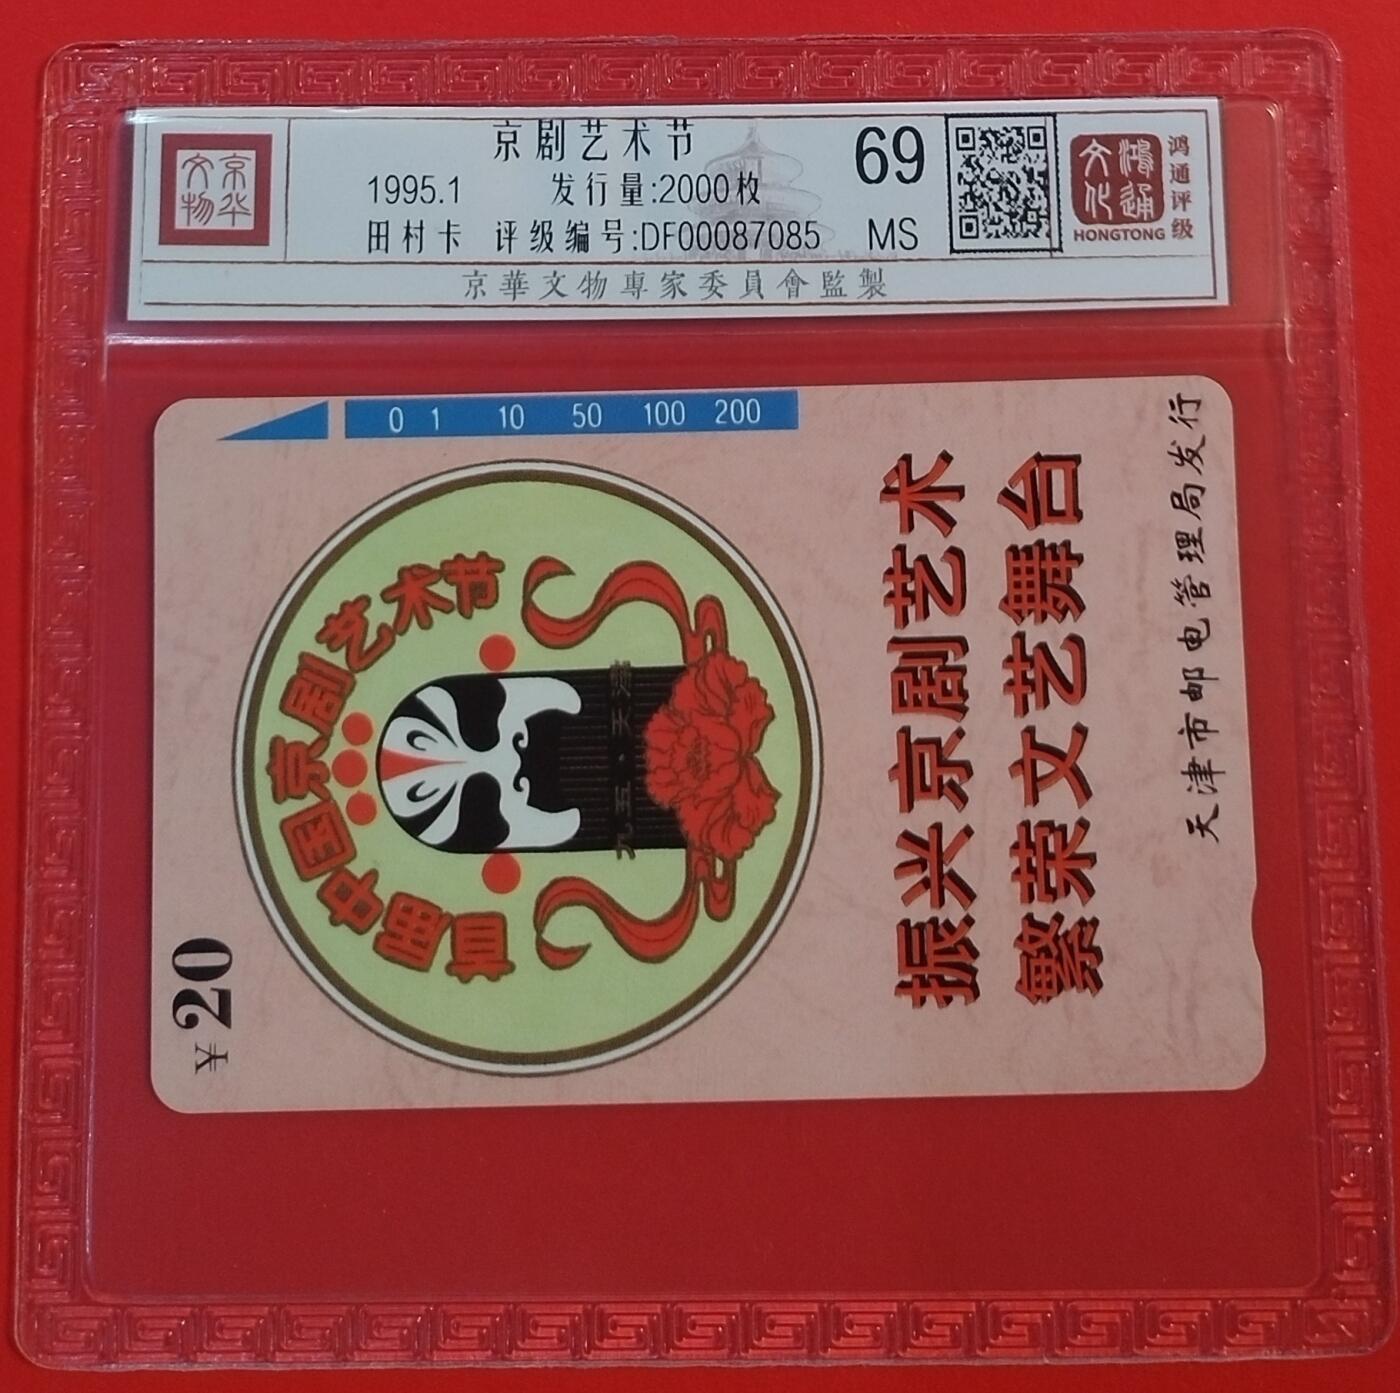 京华
文物
京剧艺术节
1995.1 发行量:2000枚
田村卡 评级编号:DF00087085
69
MS
鸿通
文化
HONGTONG
鸿通评级
京華文物專家委員會監製
0 1 10 50 100 200
¥20
首届中国京剧艺术节
九五·天津
振兴京剧艺术
繁荣文艺舞台
天津市邮电管理局发行